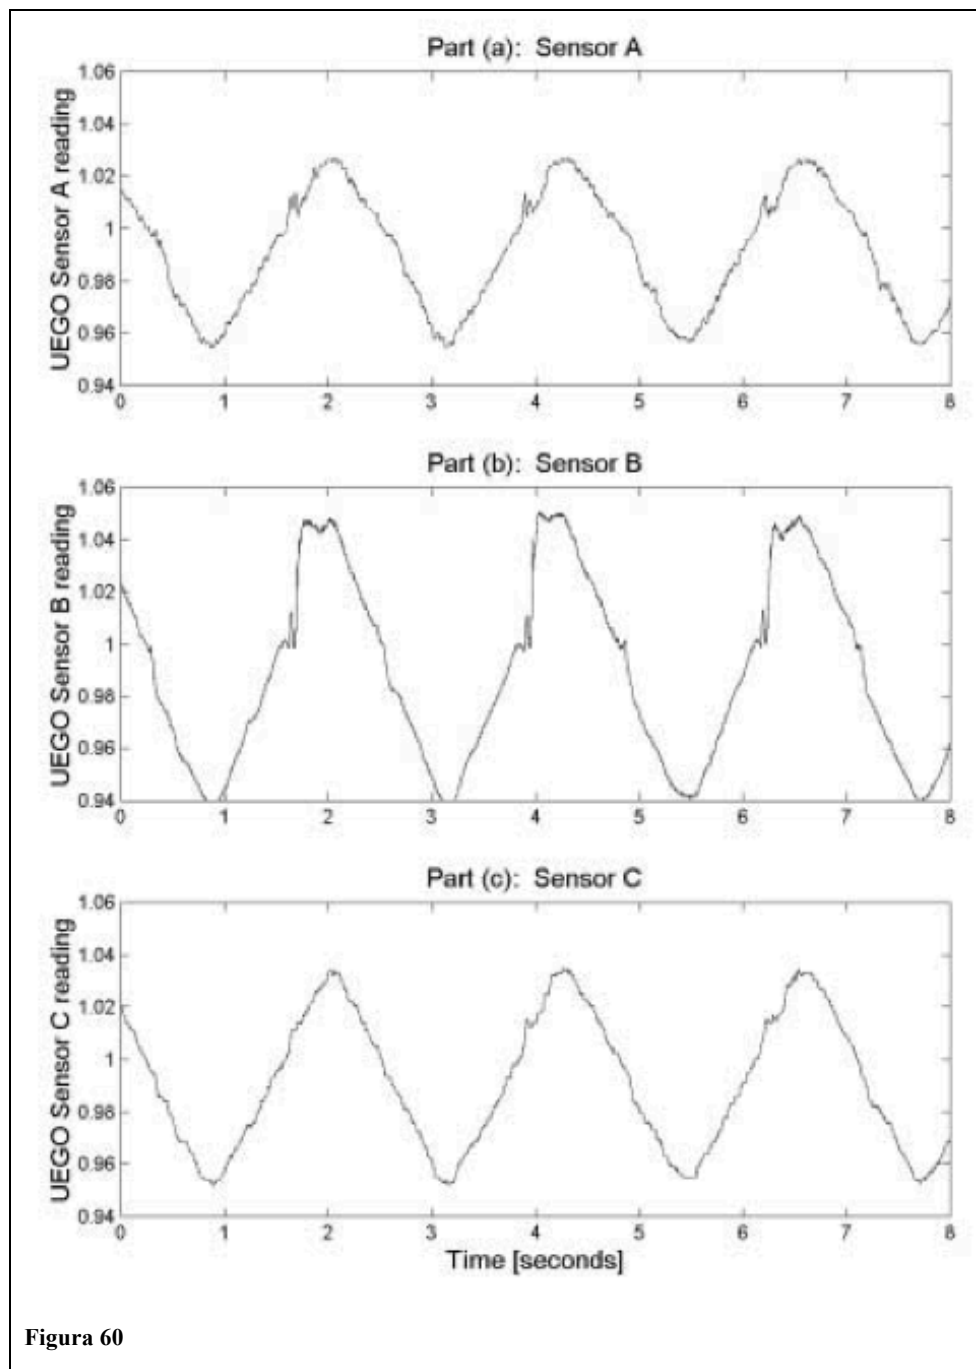 Part (a): Sensor A
UEGO Sensor A reading
1.06
1.04
1.02
1
0.98
0.96
0.94
0 1 2 3 4 5 6 7 8
Part (b): Sensor B
UEGO Sensor B reading
1.06
1.04
1.02
1
0.98
0.96
0.94
0 1 2 3 4 5 6 7 8
Part (c): Sensor C
UEGO Sensor C reading
1.06
1.04
1.02
1
0.98
0.96
0.94
0 1 2 3 4 5 6 7 8
Time [seconds]
Figura 60